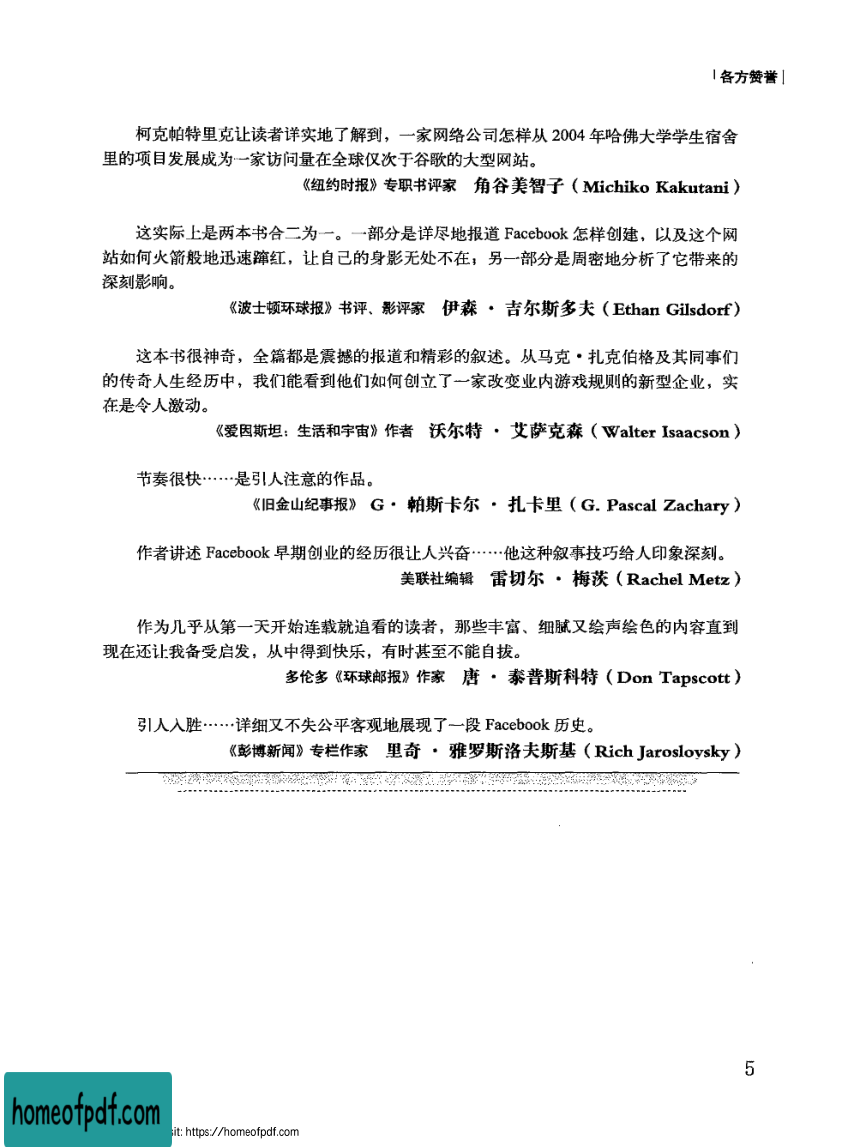 各方赞誉
柯克帕特里克让读者详实地了解到，一家网络公司怎样从 2004 年哈佛大学学生宿舍
里的项目发展成为一家访问量在全球仅次于谷歌的大型网站。
《纽约时报》专职书评家 角谷美智子（Michiko Kakutani）
这实际上是两本书合二为一。一部分是详尽地报道 Facebook 怎样创建，以及这个网
站如何火箭般地迅速蹿红，让自己的身影无处不在；另一部分是周密地分析了它带来的
深刻影响。
《波士顿环球报》书评、影评家 伊森·吉尔斯多夫（Ethan Gilsdorf）
这本书很神奇，全篇都是震撼的报道和精彩的叙述。从马克·扎克伯格及其同事们
的传奇人生经历中，我们能看到他们如何创立了一家改变业内游戏规则的新型企业，实
在是令人激动。
《爱因斯坦：生活和宇宙》作者 沃尔特·艾萨克森（Walter Isaacson）
节奏很快……是引人注意的作品。
《旧金山纪事报》 G·帕斯卡尔·扎卡里（G. Pascal Zachary）
作者讲述 Facebook 早期创业的经历很让人兴奋……他这种叙事技巧给人印象深刻。
美联社编辑 雷切尔·梅茨（Rachel Metz）
作为几乎从第一天开始连载就追看的读者，那些丰富、细腻又绘声绘色的内容直到
现在还让我备受启发，从中得到快乐，有时甚至不能自拔。
多伦多《环球邮报》作家 唐·泰普斯科特（Don Tapscott）
引人入胜……详细又不失公平客观地展现了一段 Facebook 历史。
《彭博新闻》专栏作家 里奇·雅罗斯洛夫斯基（Rich Jaroslovsky）
5
homeofpdf.com
sit: https://homeofpdf.com